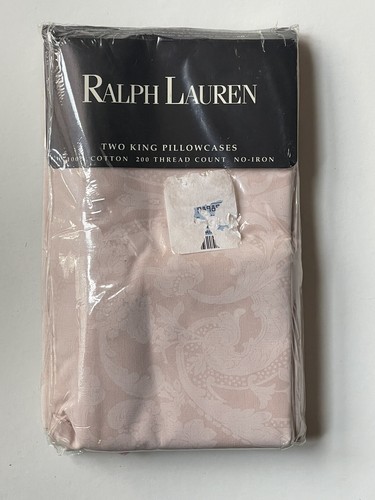 RALPH LAUREN
TWO KING PILLOWCASES
100% COTTON 200 THREAD COUNT NO-IRON